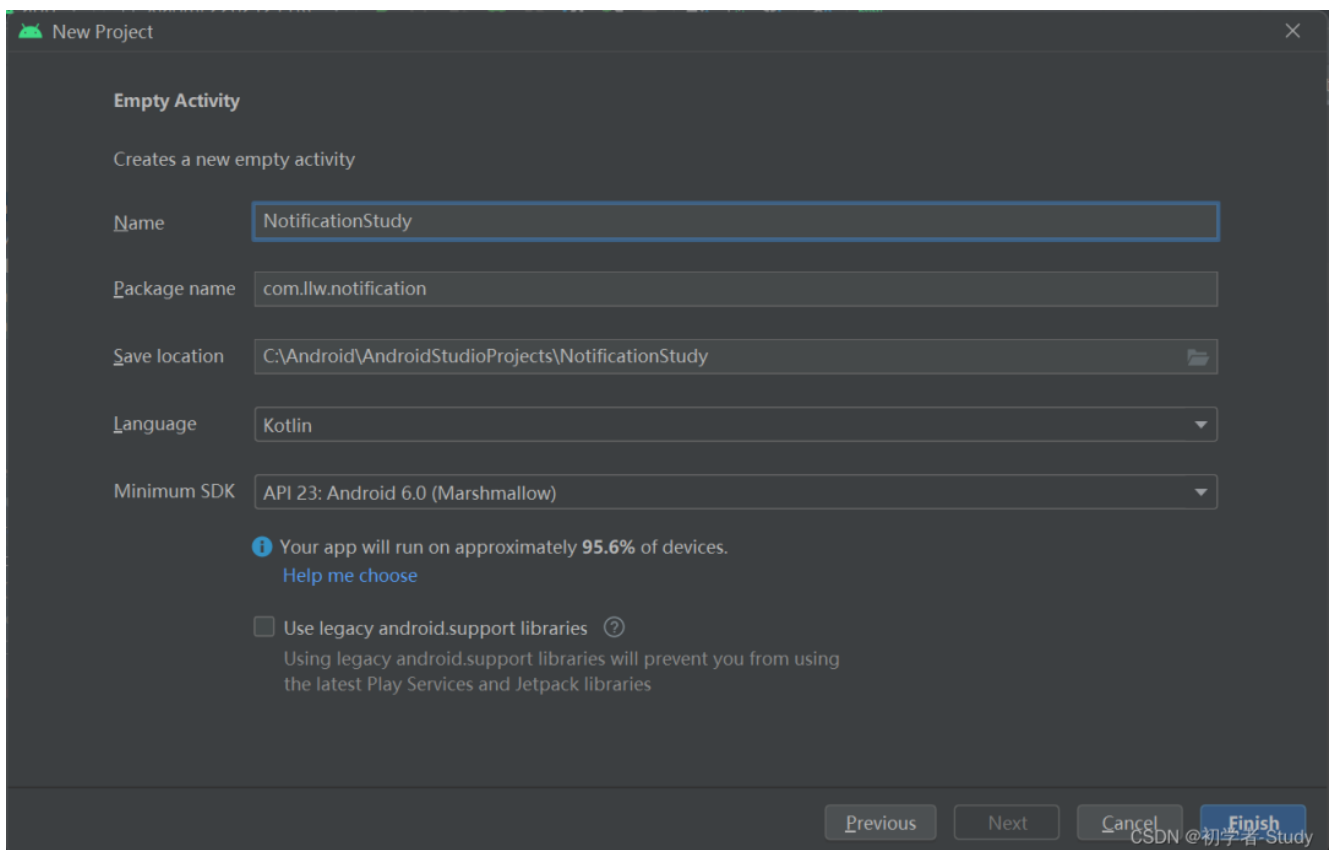 New Project
Empty Activity
Creates a new empty activity
Name NotificationStudy
Package name com.llw.notification
Save location C:\Android\AndroidStudioProjects\NotificationStudy
Language Kotlin
Minimum SDK API 23: Android 6.0 (Marshmallow)
Your app will run on approximately 95.6% of devices.
Help me choose
Use legacy android.support libraries ?
Using legacy android.support libraries will prevent you from using
the latest Play Services and Jetpack libraries
Previous Next Cancel Finish
CSDN @初学者-Study